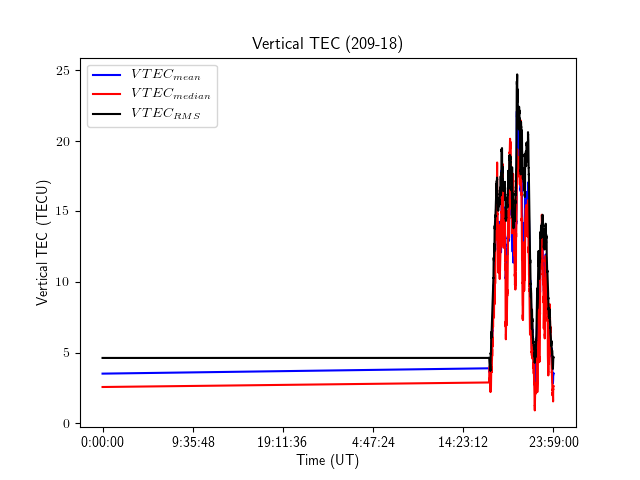 Vertical TEC (209-18)
VTEC_mean
VTEC_median
VTEC_RMS
25
20
15
10
5
0
Vertical TEC (TECU)
0:00:00 9:35:48 19:11:36 4:47:24 14:23:12 23:59:00
Time (UT)